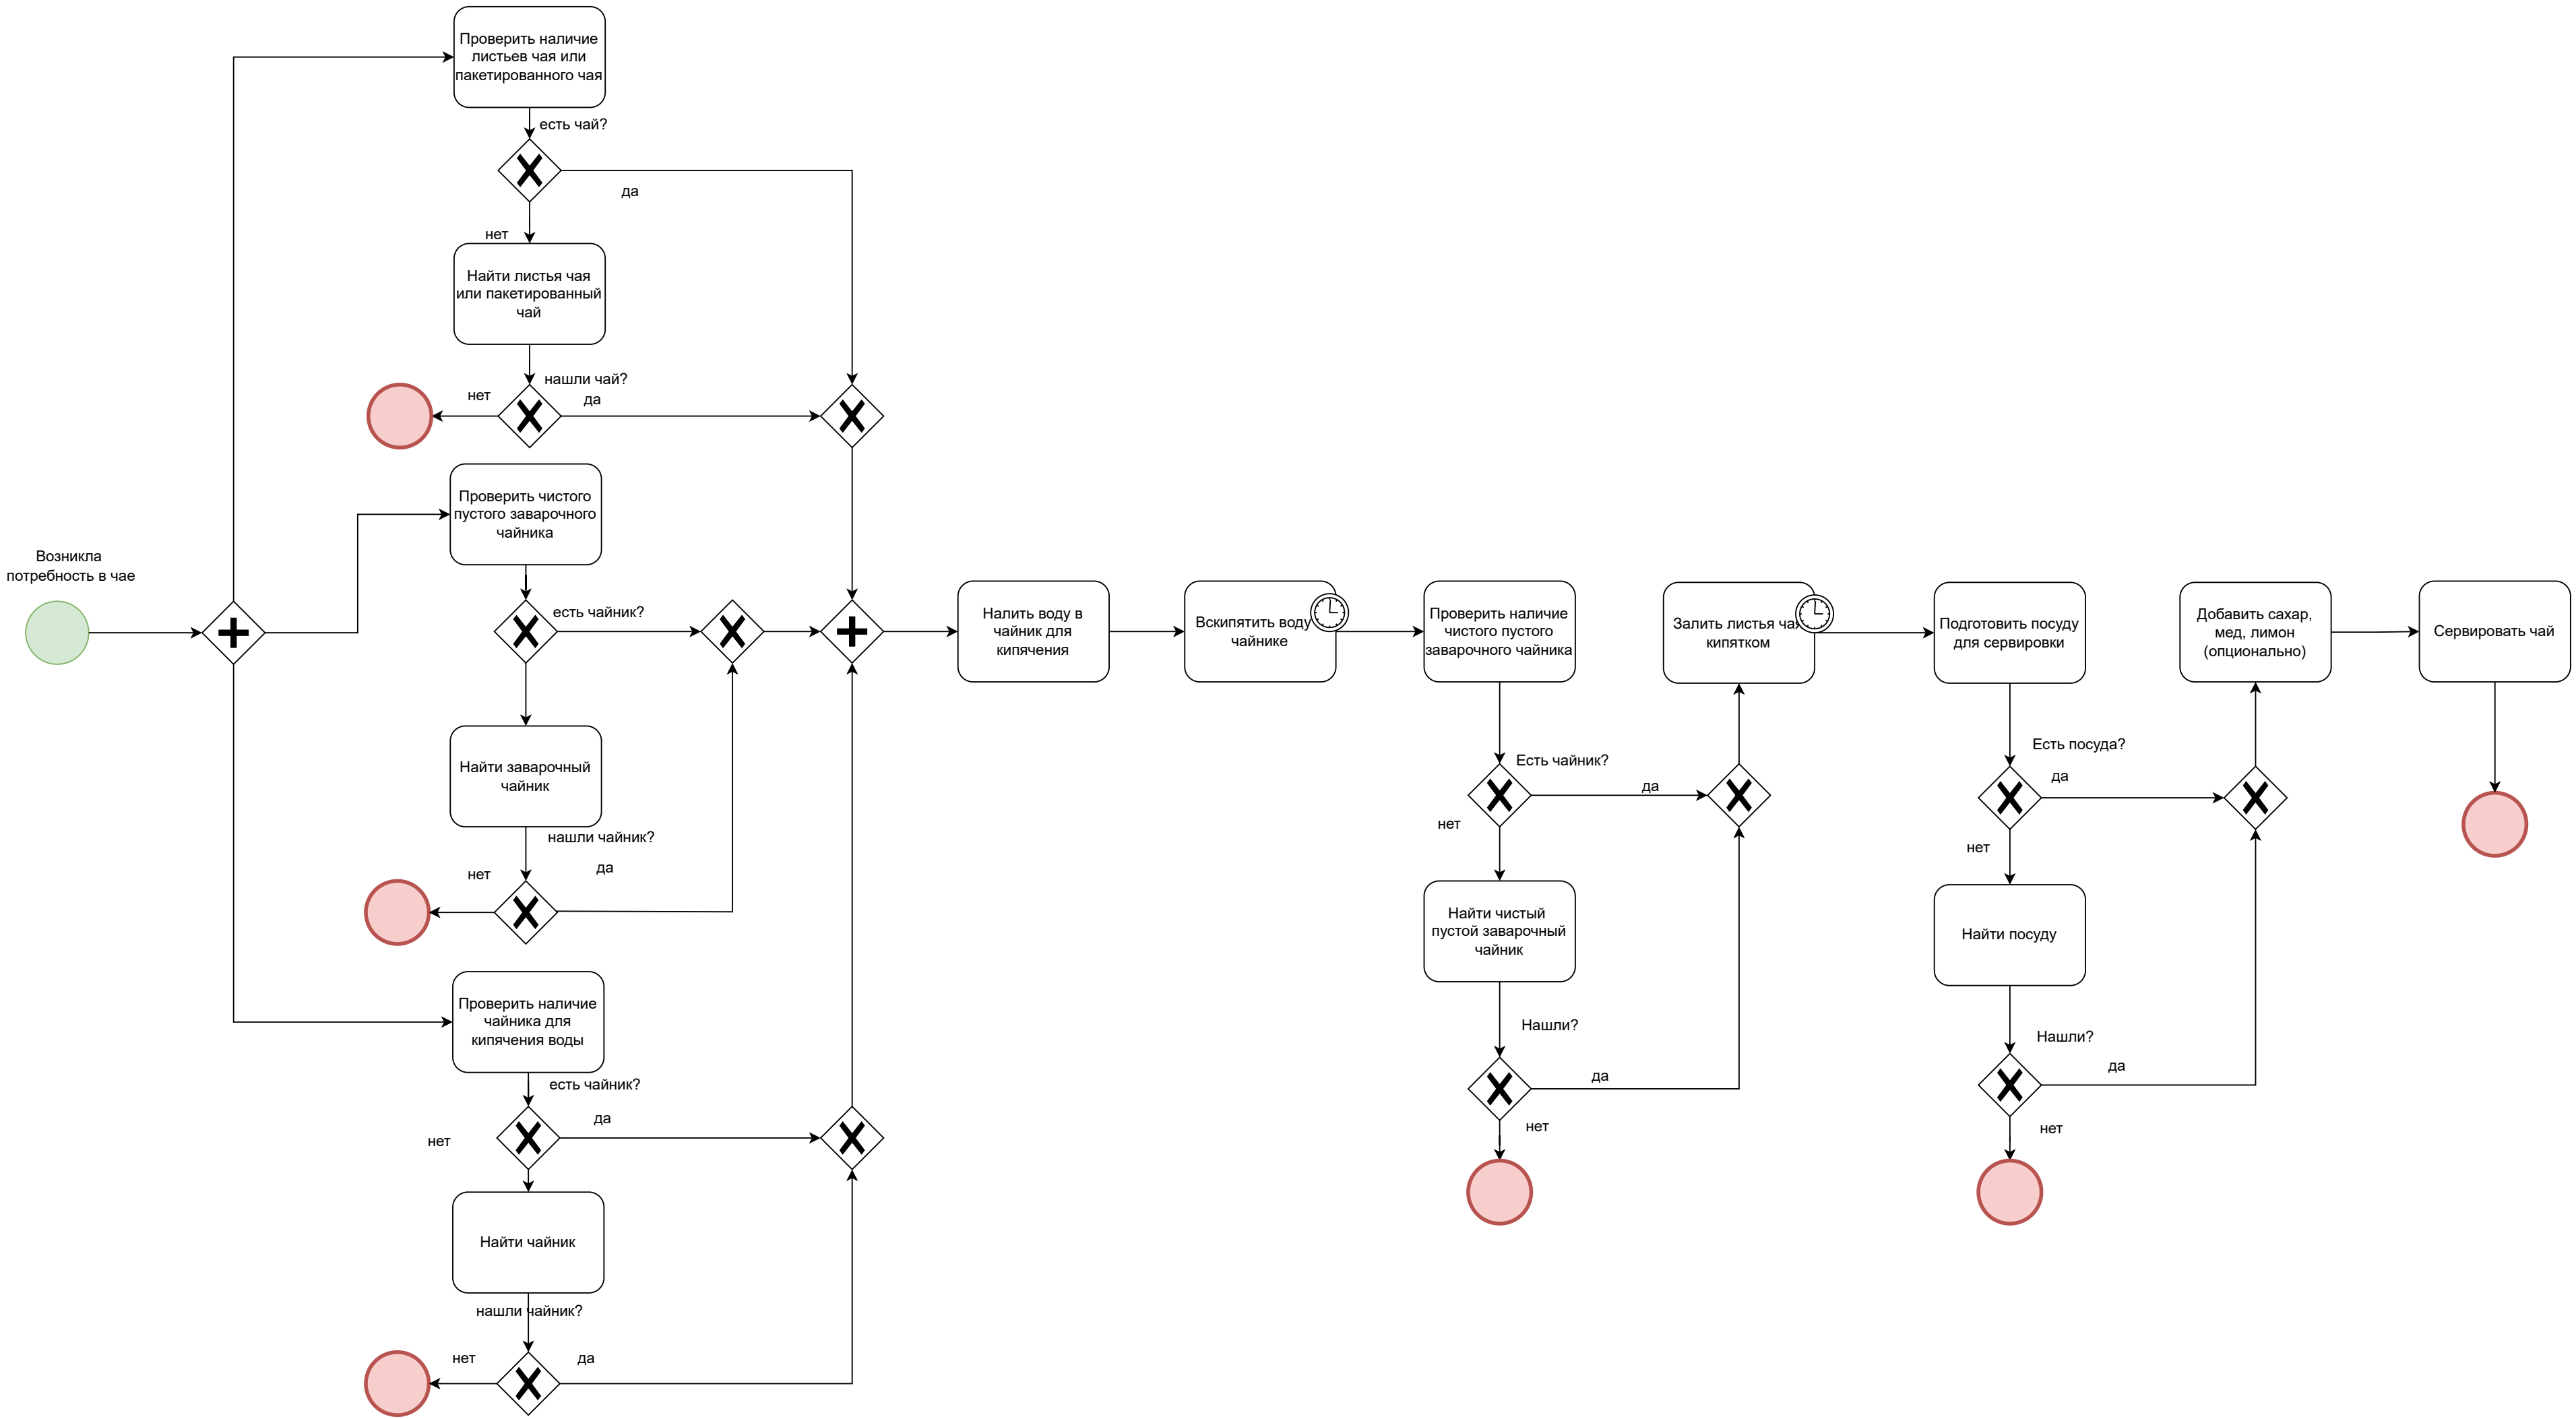 Проверить наличие
листьев чая или
пакетированного чая
есть чай?
да
нет
Найти листья чая
или пакетированный
чай
нашли чай?
нет
да
Проверить чистого
пустого заварочного
чайника
Возникла
потребность в чае
есть чайник?
Найти заварочный
чайник
нашли чайник?
да
нет
Проверить наличие
чайника для
кипячения воды
есть чайник?
да
нет
Найти чайник
нашли чайник?
нет
да
Налить воду в
чайник для
кипячения
Вскипятить воду
чайнике
Проверить наличие
чистого пустого
заварочного чайника
Есть чайник?
да
нет
Найти чистый
пустой заварочный
чайник
Нашли?
да
нет
Залить листья чая
кипятком
Подготовить посуду
для сервировки
Есть посуда?
да
нет
Найти посуду
Нашли?
да
нет
Добавить сахар,
мед, лимон
(опционально)
Сервировать чай